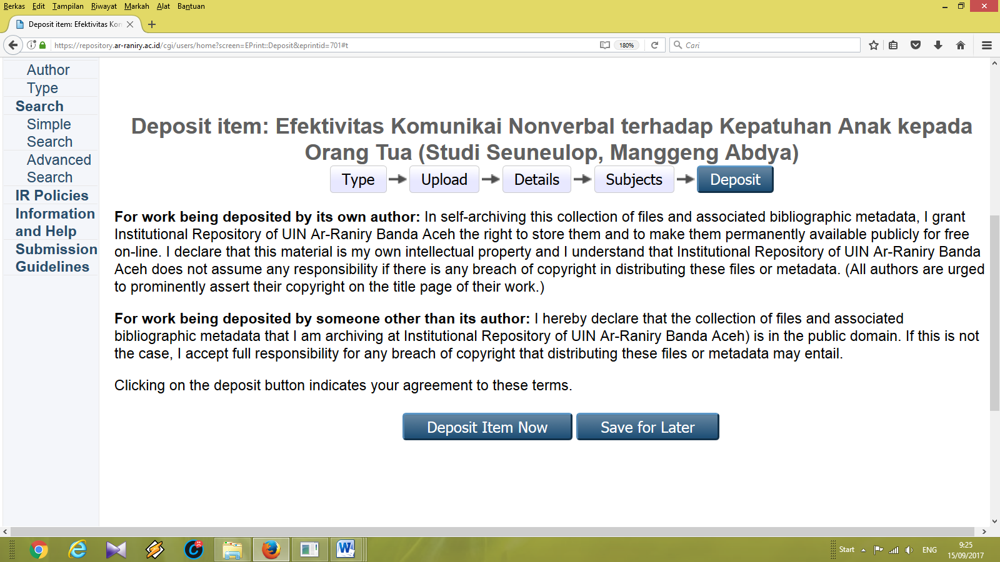 Berkas Edit Tampilan Riwayat Markah Alat Bantuan
Deposit item: Efektivitas Kon
https://repository.ar-raniry.ac.id/cgi/users/home?screen=EPrint::Deposit&eprintid=701#t
180%
Cari
Author
Type
Search
Simple
Search
Advanced
Search
IR Policies
Information
and Help
Submission
Guidelines
Deposit item: Efektivitas Komunikai Nonverbal terhadap Kepatuhan Anak kepada
Orang Tua (Studi Seuneulop, Manggeng Abdya)
Type Upload Details Subjects Deposit
For work being deposited by its own author: In self-archiving this collection of files and associated bibliographic metadata, I grant
Institutional Repository of UIN Ar-Raniry Banda Aceh the right to store them and to make them permanently available publicly for free
on-line. I declare that this material is my own intellectual property and I understand that Institutional Repository of UIN Ar-Raniry Banda
Aceh does not assume any responsibility if there is any breach of copyright in distributing these files or metadata. (All authors are urged
to prominently assert their copyright on the title page of their work.)
For work being deposited by someone other than its author: I hereby declare that the collection of files and associated
bibliographic metadata that I am archiving at Institutional Repository of UIN Ar-Raniry Banda Aceh) is in the public domain. If this is not
the case, I accept full responsibility for any breach of copyright that distributing these files or metadata may entail.
Clicking on the deposit button indicates your agreement to these terms.
Deposit Item Now Save for Later
Start ENG 9:25
15/09/2017